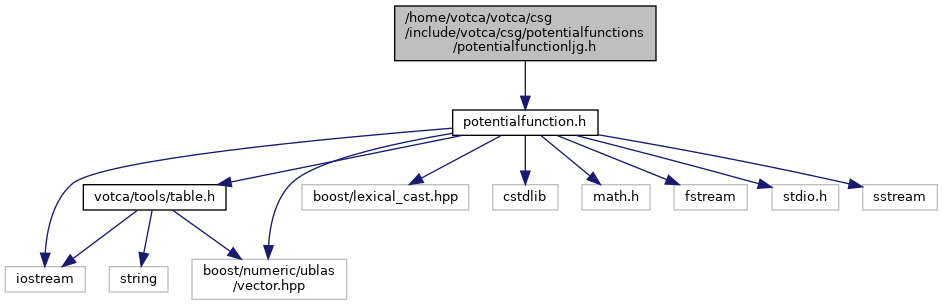 /home/votca/votca/csg
/include/votca/csg/potentialfunctions
/potentialfunctionljg.h
potentialfunction.h
votca/tools/table.h
boost/lexical_cast.hpp
cstdlib
math.h
fstream
stdio.h
sstream
iostream
string
boost/numeric/ublas
/vector.hpp